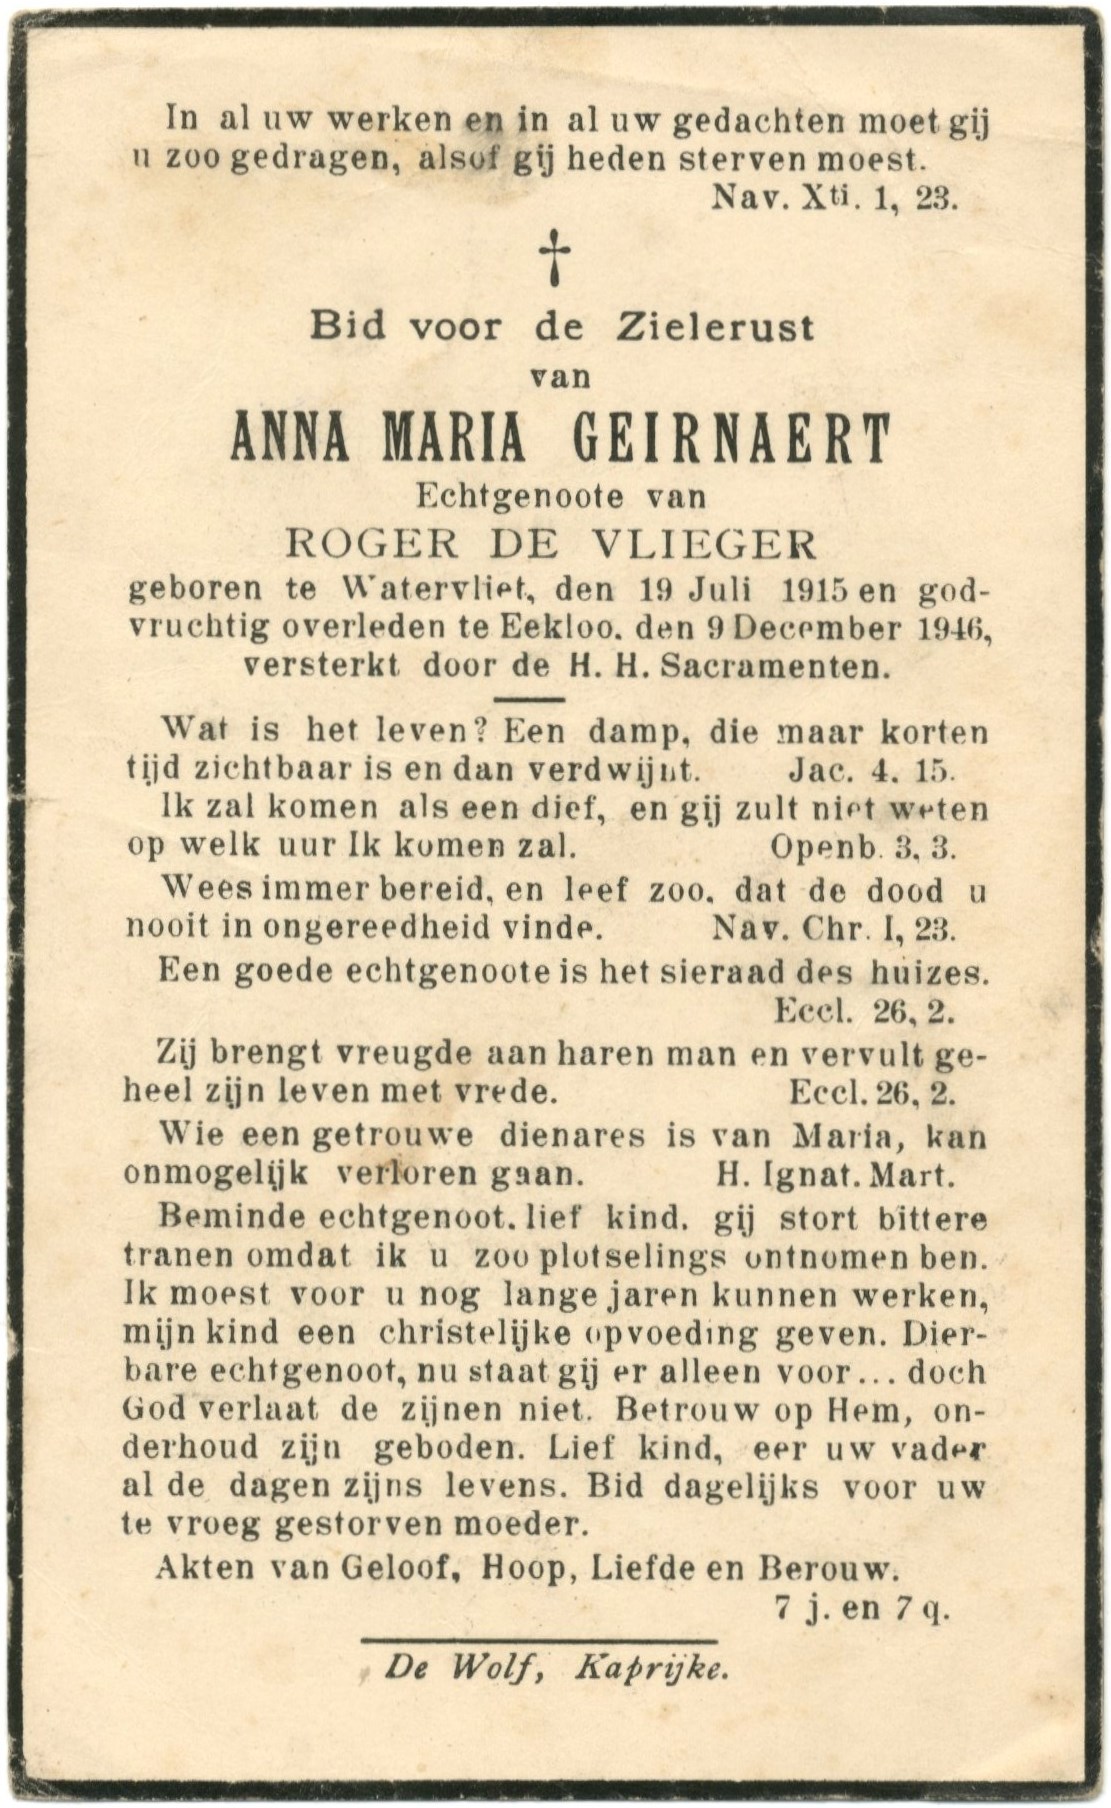 In al uw werken en in al uw gedachten moet gij
u zoo gedragen, alsof gij heden sterven moest.
Nav. Xti. 1, 23.
†
Bid voor de Zielerust
van
ANNA MARIA GEIRNAERT
Echtgenoote van
ROGER DE VLIEGER
geboren te Watervliet, den 19 Juli 1915 en god-
vruchtig overleden te Eekloo, den 9 December 1946,
versterkt door de H. H. Sacramenten.
Wat is het leven? Een damp, die maar korten
tijd zichtbaar is en dan verdwijnt. Jac. 4. 15.
Ik zal komen als een dief, en gij zult niet weten
op welk uur Ik komen zal. Openb. 3, 3.
Wees immer bereid, en leef zoo, dat de dood u
nooit in ongereedheid vinde. Nav. Chr. I, 23.
Een goede echtgenoote is het sieraad des huizes.
Eccl. 26, 2.
Zij brengt vreugde aan haren man en vervult ge-
heel zijn leven met vrede. Eccl. 26, 2.
Wie een getrouwe dienares is van Maria, kan
onmogelijk verloren gaan. H. Ignat. Mart.
Beminde echtgenoot, lief kind, gij stort bittere
tranen omdat ik u zoo plotselings ontnomen ben.
Ik moest voor u nog lange jaren kunnen werken,
mijn kind een christelijke opvoeding geven. Dier-
bare echtgenoot, nu staat gij er alleen voor... doch
God verlaat de zijnen niet. Betrouw op Hem, on-
derhoud zijn geboden. Lief kind, eer uw vader
al de dagen zijns levens. Bid dagelijks voor uw
te vroeg gestorven moeder.
Akten van Geloof, Hoop, Liefde en Berouw.
7 j. en 7 q.
De Wolf, Kaprijke.